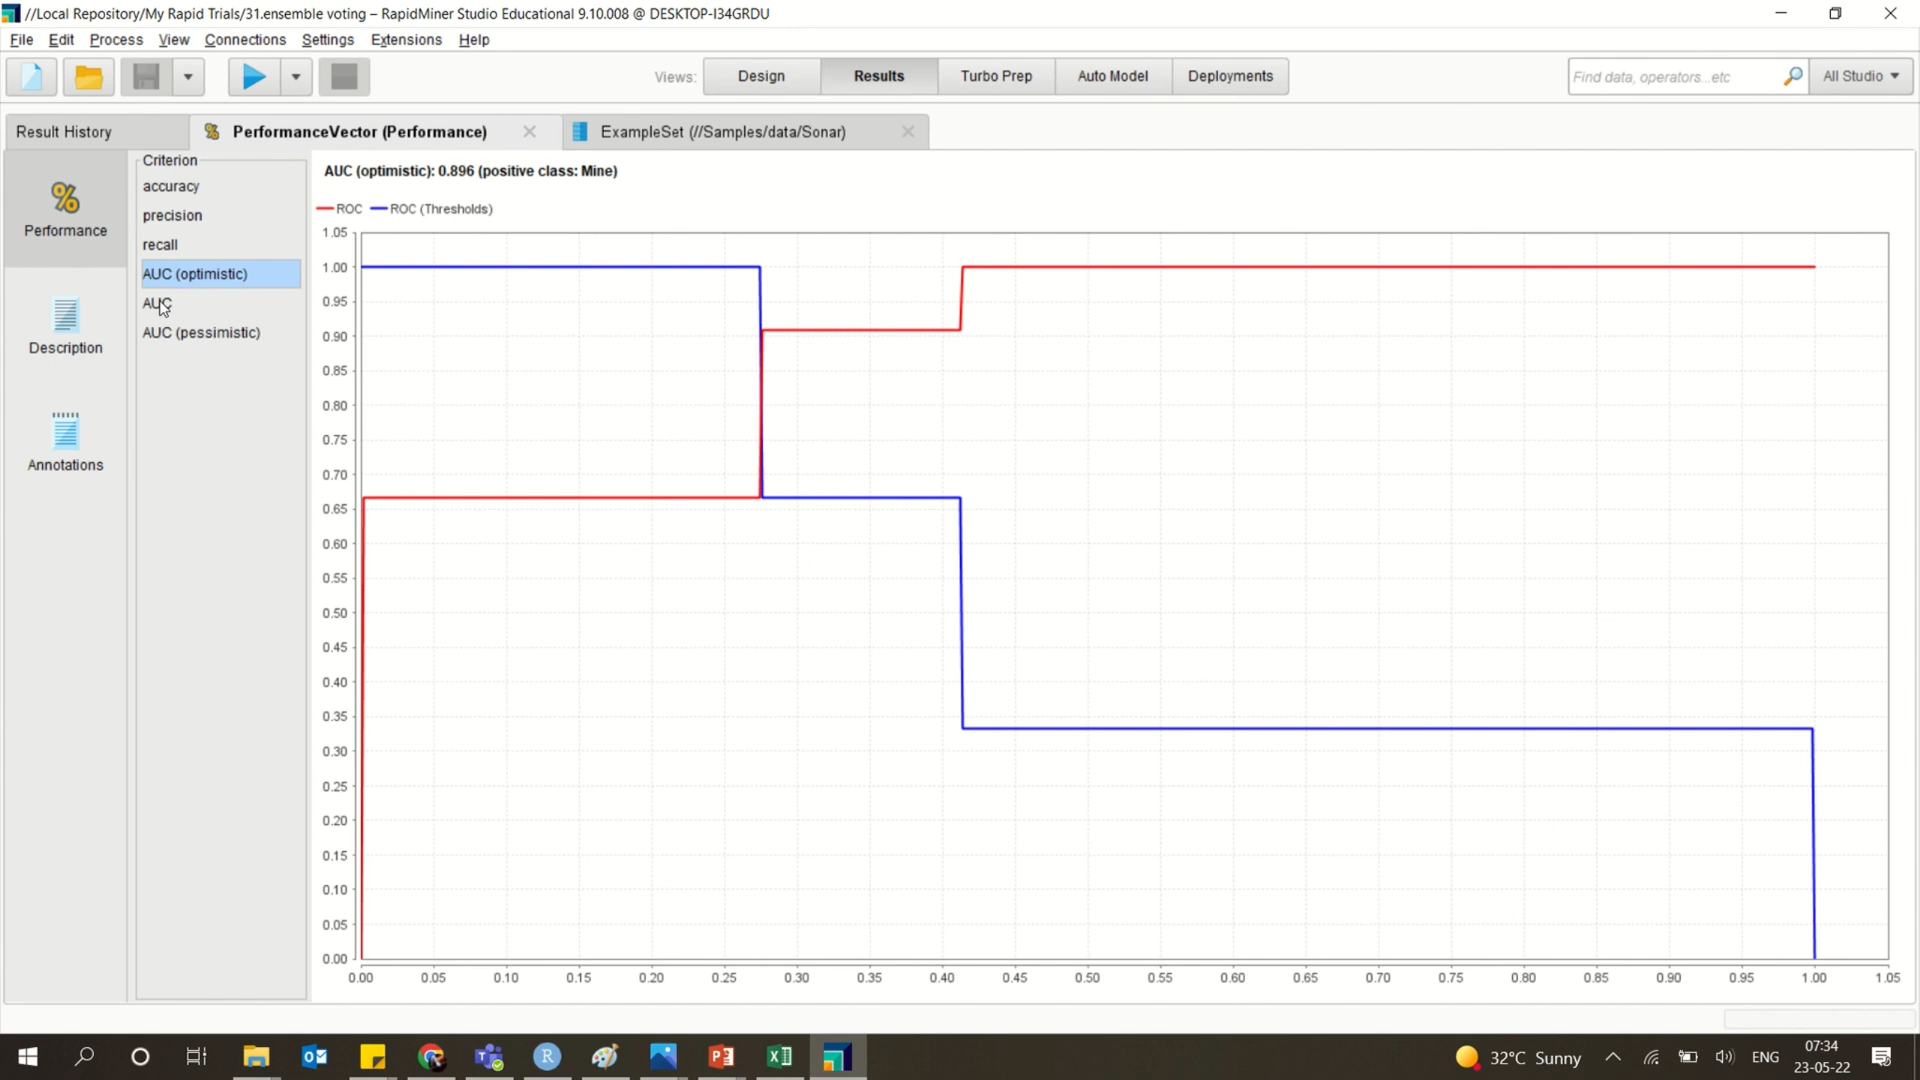 //Local Repository/My Rapid Trials/31.ensemble voting – RapidMiner Studio Educational 9.10.008 @ DESKTOP-I34GRDU
File Edit Process View Connections Settings Extensions Help
Views: Design Results Turbo Prep Auto Model Deployments
Find data, operators...etc All Studio
Result History PerformanceVector (Performance) ExampleSet (//Samples/data/Sonar)
Performance
Description
Annotations
Criterion
accuracy
precision
recall
AUC (optimistic)
AUC
AUC (pessimistic)
AUC (optimistic): 0.896 (positive class: Mine)
ROC ROC (Thresholds)
1.05
1.00
0.95
0.90
0.85
0.80
0.75
0.70
0.65
0.60
0.55
0.50
0.45
0.40
0.35
0.30
0.25
0.20
0.15
0.10
0.05
0.00
0.00 0.05 0.10 0.15 0.20 0.25 0.30 0.35 0.40 0.45 0.50 0.55 0.60 0.65 0.70 0.75 0.80 0.85 0.90 0.95 1.00 1.05
32°C Sunny ENG
07:34
23-05-22